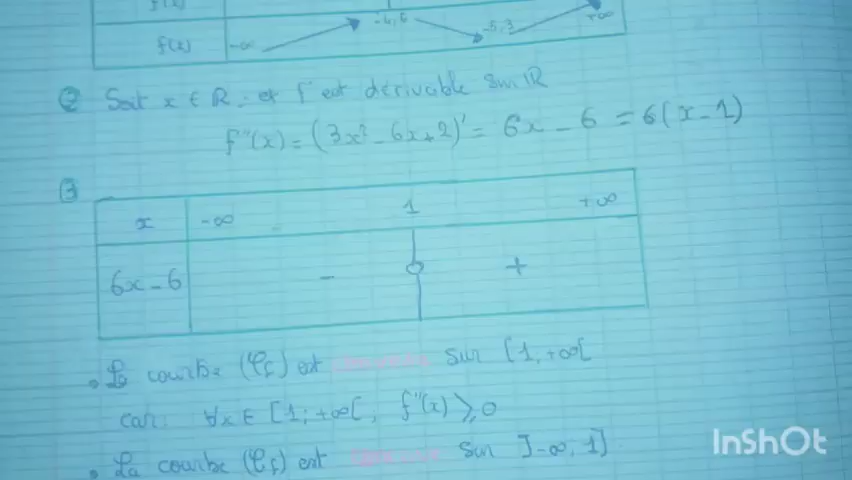 f(x) -∞ -4,6 -5,3 +∞
② Soit x ∈ ℝ, et f' est dérivable sur ℝ
f''(x) = (3x² - 6x + 2)' = 6x - 6 = 6(x - 1)
③
x -∞ 1 +∞
6x - 6 - 0 +
• La courbe (𝒞f) est convexe sur [1, +∞[
car: ∀x ∈ [1; +∞[, f''(x) ⩾ 0
• La courbe (𝒞f) est sur ]-∞, 1].
InShOt